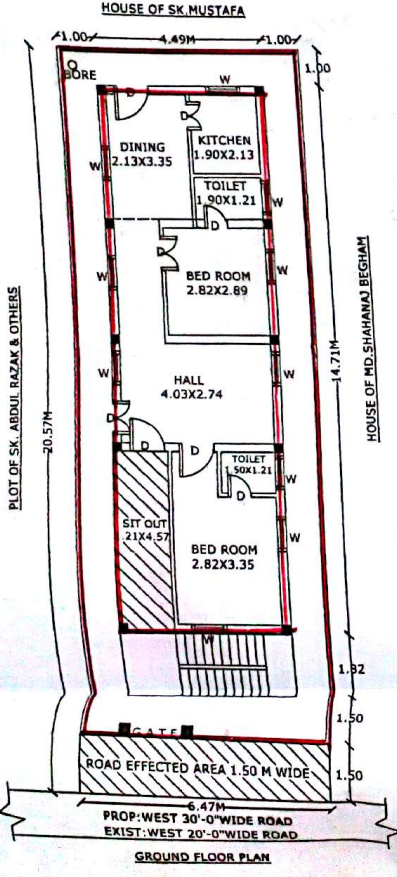 HOUSE OF SK.MUSTAFA
1.00 4.49M 1.00
1.00
BORE
W
D
DINING
2.13X3.35
D
KITCHEN
1.90X2.13
W
TOILET
1.90X1.21
W
D
D
BED ROOM
2.82X2.89
W
W
PLOT OF SK. ABDUL RAZAK & OTHERS
20.57M
14.71M
HOUSE OF MD.SHAHANAJ BEGHAM
W
HALL
4.03X2.74
W
D
D
D
TOILET
1.50X1.21
W
D
SIT OUT
.21X4.57
BED ROOM
2.82X3.35
W
W
1.82
1.50
GATE
ROAD EFFECTED AREA 1.50 M WIDE
1.50
6.47M
PROP:WEST 30'-0"WIDE ROAD
EXIST:WEST 20'-0"WIDE ROAD
GROUND FLOOR PLAN